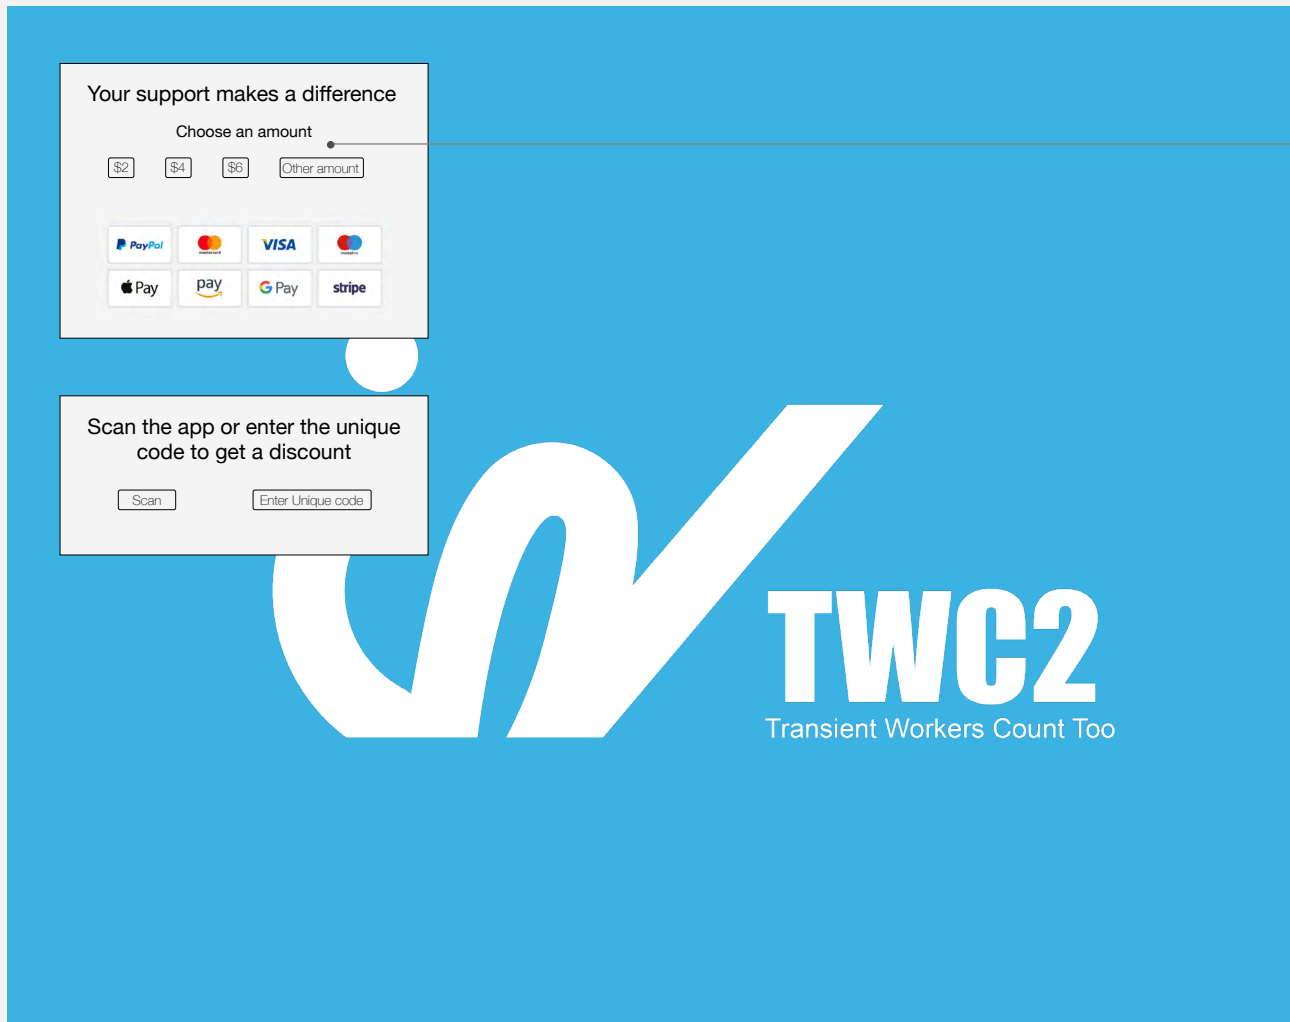 Your support makes a difference
Choose an amount
$2 $4 $6 Other amount
PayPal mastercard VISA maestro
Pay pay G Pay stripe
Scan the app or enter the unique
code to get a discount
Scan Enter Unique code
TWC2
Transient Workers Count Too